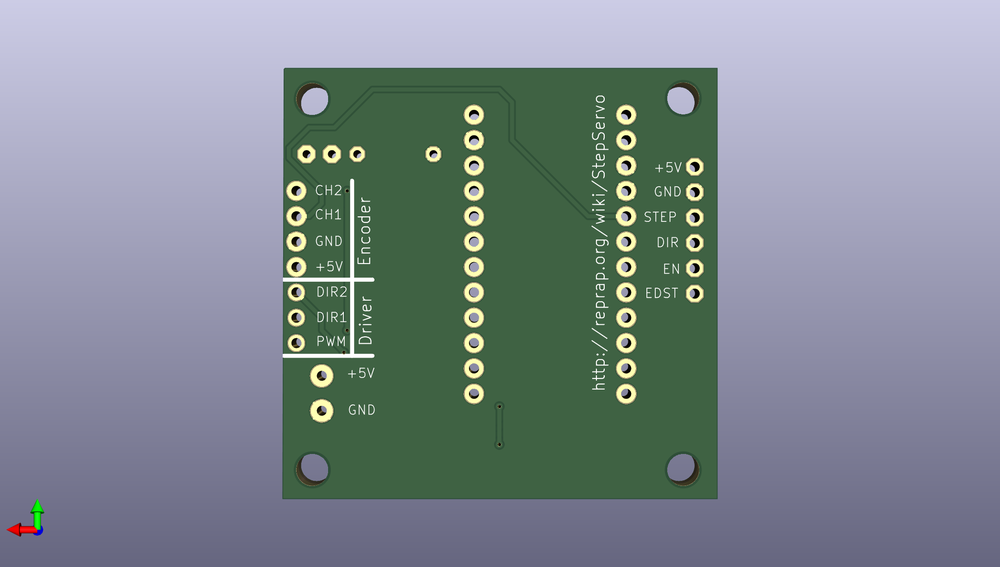 CH2
CH1
GND
+5V
Encoder
DIR2
DIR1
PWM
Driver
+5V
GND
http://reprap.org/wiki/StepServo
+5V
GND
STEP
DIR
EN
EDST